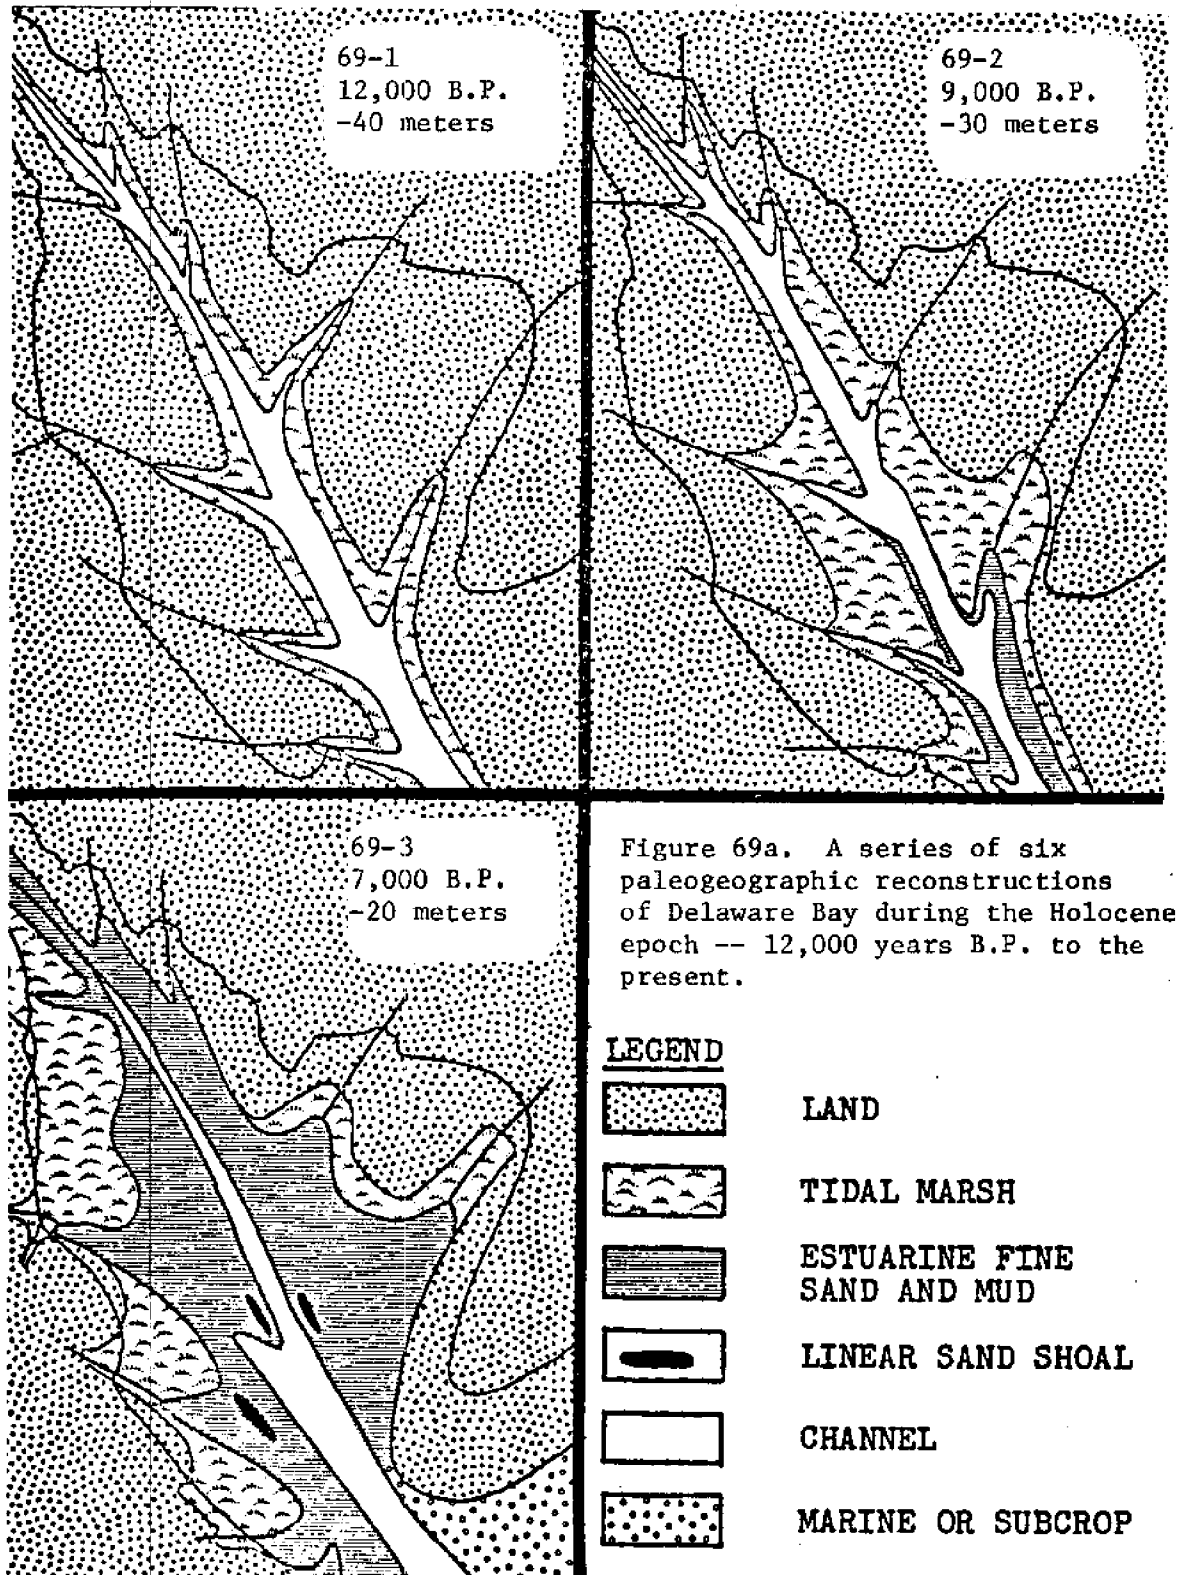 69-1
12,000 B.P.
-40 meters
69-2
9,000 B.P.
-30 meters
69-3
7,000 B.P.
-20 meters
Figure 69a. A series of six
paleogeographic reconstructions
of Delaware Bay during the Holocene
epoch -- 12,000 years B.P. to the
present.
LEGEND
LAND
TIDAL MARSH
ESTUARINE FINE
SAND AND MUD
LINEAR SAND SHOAL
CHANNEL
MARINE OR SUBCROP